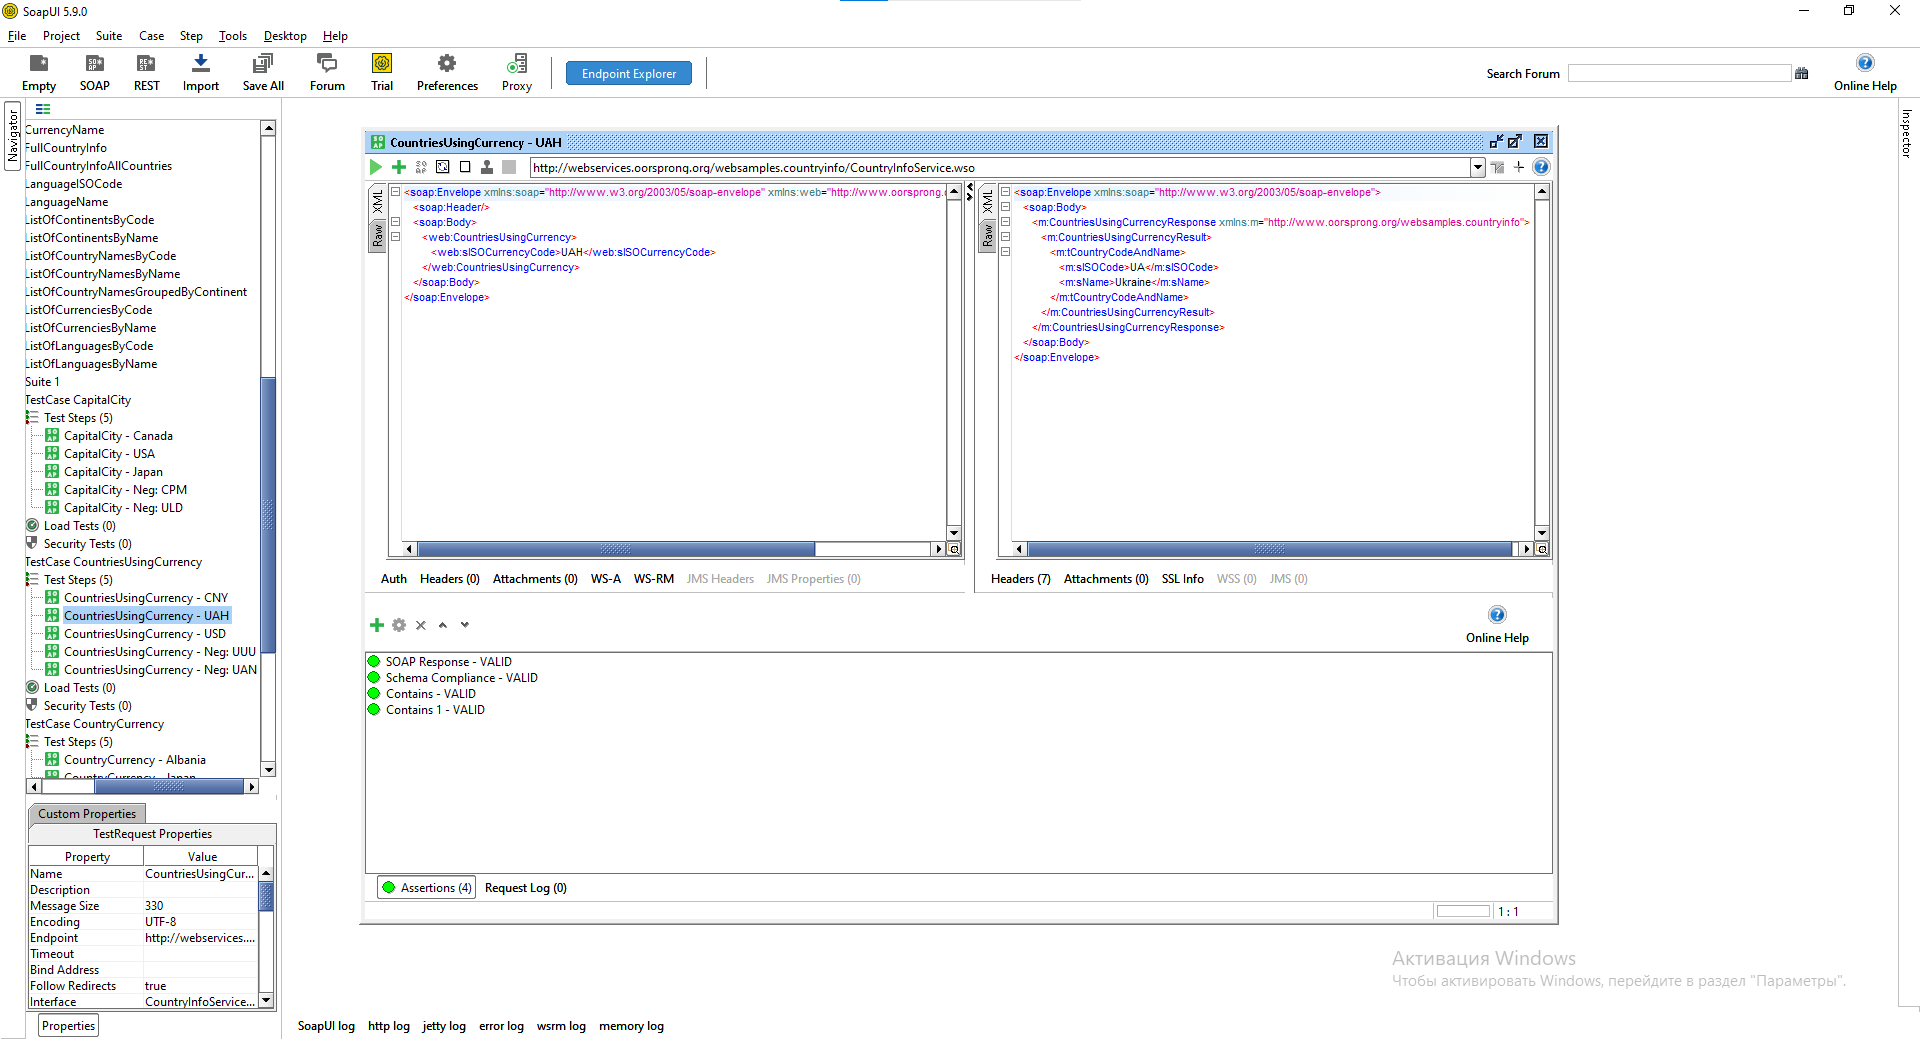 SoapUI 5.9.0
File Project Suite Case Step Tools Desktop Help
Empty SOAP REST Import Save All Forum Trial Preferences Proxy
Endpoint Explorer
Search Forum
Online Help
Navigator
Inspector
CurrencyName
FullCountryInfo
FullCountryInfoAllCountries
LanguageISOCode
LanguageName
ListOfContinentsByCode
ListOfContinentsByName
ListOfCountryNamesByCode
ListOfCountryNamesByName
ListOfCountryNamesGroupedByContinent
ListOfCurrenciesByCode
ListOfCurrenciesByName
ListOfLanguagesByCode
ListOfLanguagesByName
Suite 1
TestCase CapitalCity
Test Steps (5)
CapitalCity - Canada
CapitalCity - USA
CapitalCity - Japan
CapitalCity - Neg: CPM
CapitalCity - Neg: ULD
Load Tests (0)
Security Tests (0)
TestCase CountriesUsingCurrency
Test Steps (5)
CountriesUsingCurrency - CNY
CountriesUsingCurrency - UAH
CountriesUsingCurrency - USD
CountriesUsingCurrency - Neg: UUU
CountriesUsingCurrency - Neg: UAN
Load Tests (0)
Security Tests (0)
TestCase CountryCurrency
Test Steps (5)
CountryCurrency - Albania
CountryCurrency - Japan
Custom Properties
TestRequest Properties
Property Value
Name CountriesUsingCur...
Description
Message Size 330
Encoding UTF-8
Endpoint http://webservices....
Timeout
Bind Address
Follow Redirects true
Interface CountryInfoService...
Properties
CountriesUsingCurrency - UAH
http://webservices.oorsprong.org/websamples.countryinfo/CountryInfoService.wso
XML
Raw
<soap:Envelope xmlns:soap="http://www.w3.org/2003/05/soap-envelope" xmlns:web="http://www.oorsprong.
<soap:Header/>
<soap:Body>
<web:CountriesUsingCurrency>
<web:sISOCurrencyCode>UAH</web:sISOCurrencyCode>
</web:CountriesUsingCurrency>
</soap:Body>
</soap:Envelope>
Auth Headers (0) Attachments (0) WS-A WS-RM JMS Headers JMS Properties (0)
XML
Raw
<soap:Envelope xmlns:soap="http://www.w3.org/2003/05/soap-envelope">
<soap:Body>
<m:CountriesUsingCurrencyResponse xmlns:m="http://www.oorsprong.org/websamples.countryinfo">
<m:CountriesUsingCurrencyResult>
<m:tCountryCodeAndName>
<m:sISOCode>UA</m:sISOCode>
<m:sName>Ukraine</m:sName>
</m:tCountryCodeAndName>
</m:CountriesUsingCurrencyResult>
</m:CountriesUsingCurrencyResponse>
</soap:Body>
</soap:Envelope>
Headers (7) Attachments (0) SSL Info WSS (0) JMS (0)
Online Help
SOAP Response - VALID
Schema Compliance - VALID
Contains - VALID
Contains 1 - VALID
Assertions (4) Request Log (0)
1 : 1
Активация Windows
Чтобы активировать Windows, перейдите в раздел "Параметры".
SoapUI log http log jetty log error log wsrm log memory log